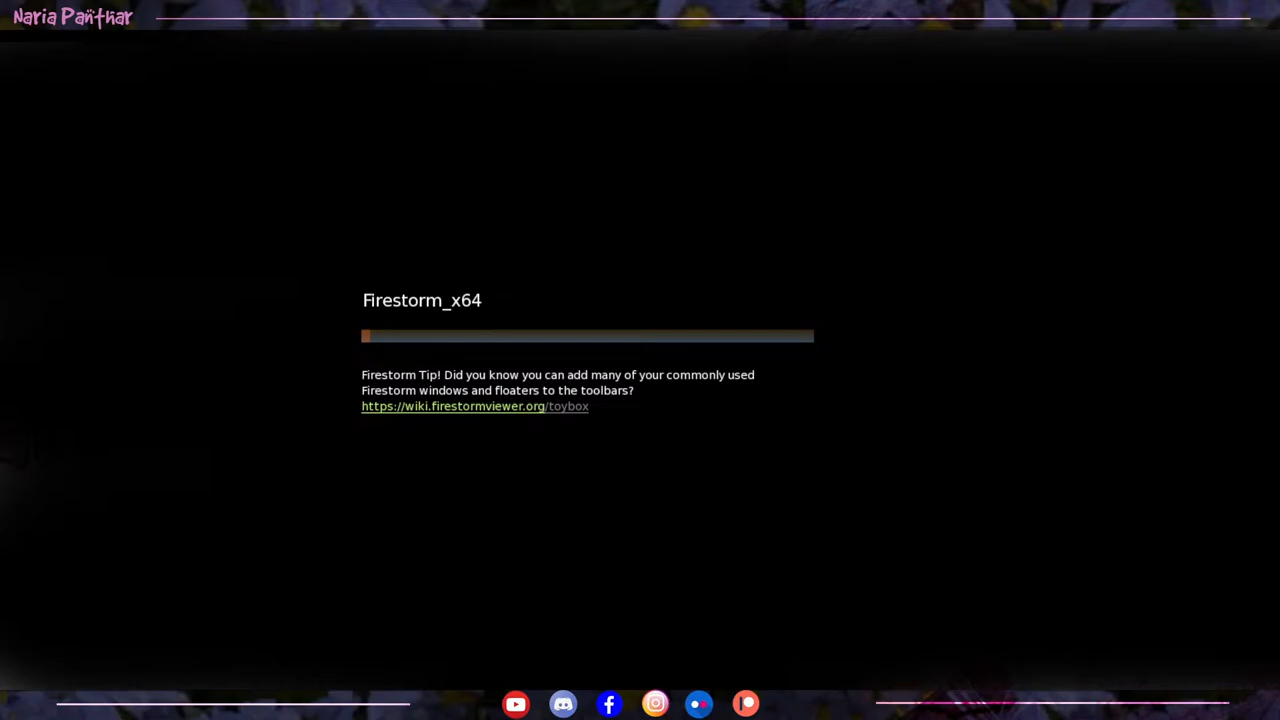 Naria Panthar
Firestorm_x64
Firestorm Tip! Did you know you can add many of your commonly used
Firestorm windows and floaters to the toolbars?
https://wiki.firestormviewer.org/toybox